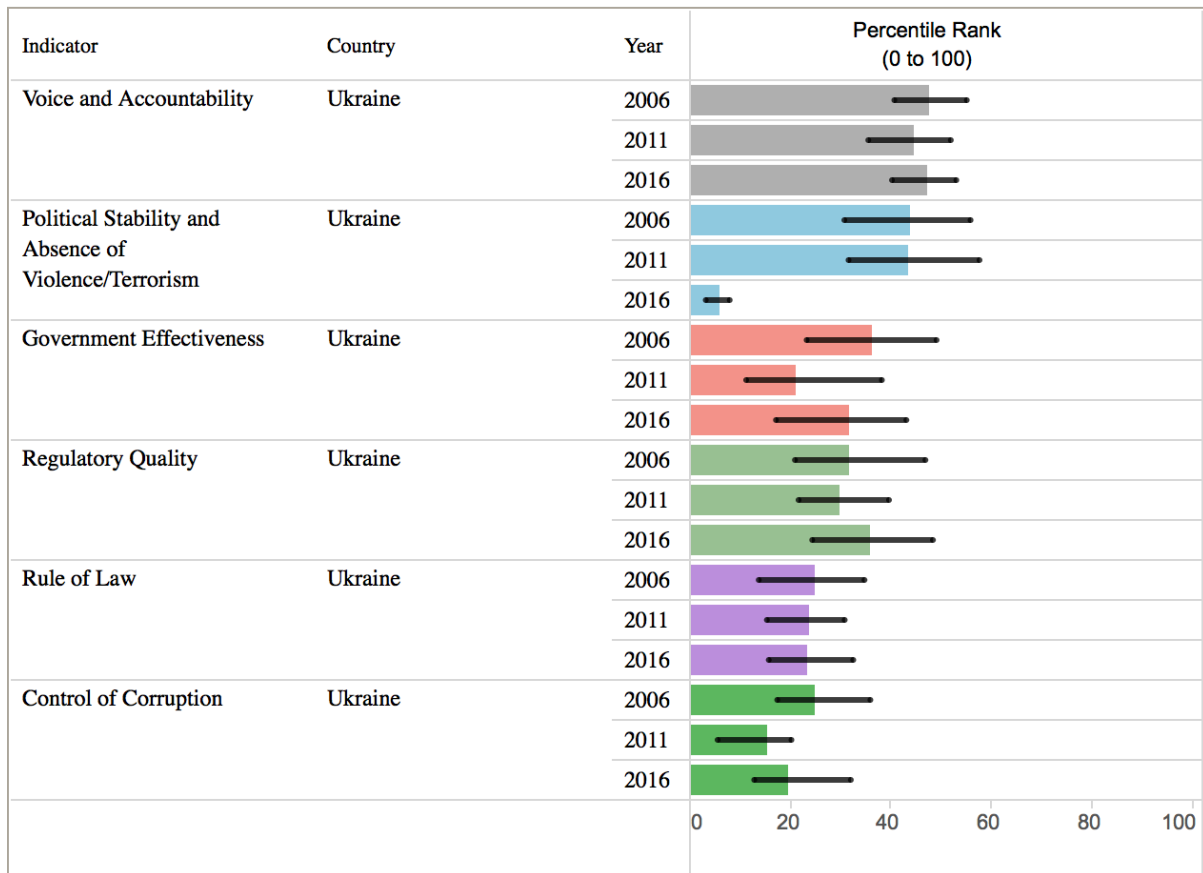 Indicator Country Year Percentile Rank
(0 to 100)
Voice and Accountability Ukraine 2006
2011
2016
Political Stability and Ukraine 2006
Absence of
Violence/Terrorism
2011
2016
Government Effectiveness Ukraine 2006
2011
2016
Regulatory Quality Ukraine 2006
2011
2016
Rule of Law Ukraine 2006
2011
2016
Control of Corruption Ukraine 2006
2011
2016
0 20 40 60 80 100